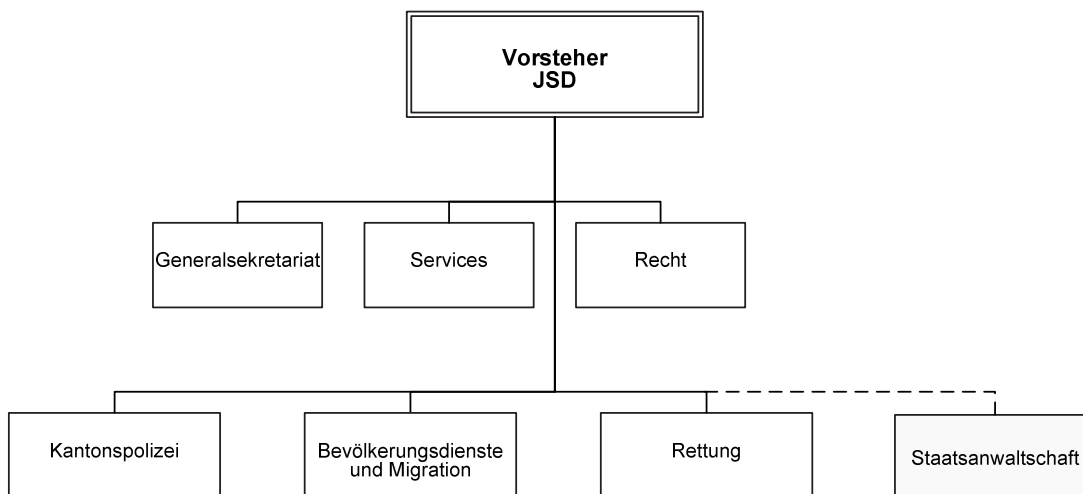 Vorsteher
JSD
Generalsekretariat
Services
Recht
Kantonspolizei
Bevölkerungsdienste
und Migration
Rettung
Staatsanwaltschaft